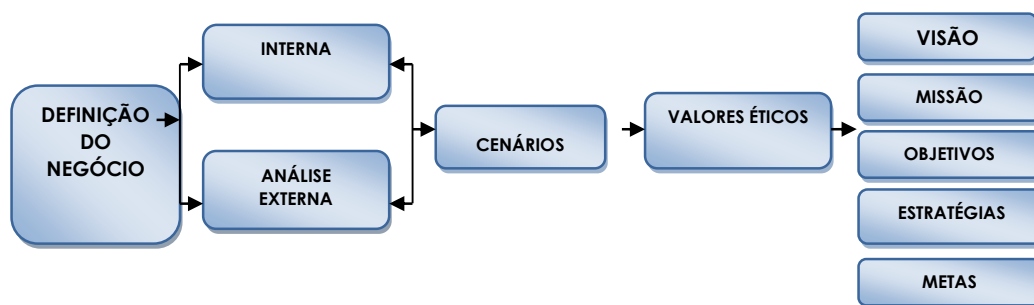 DEFINIÇÃO
DO
NEGÓCIO
INTERNA
ANÁLISE
EXTERNA
CENÁRIOS
VALORES ÉTICOS
VISÃO
MISSÃO
OBJETIVOS
ESTRATÉGIAS
METAS